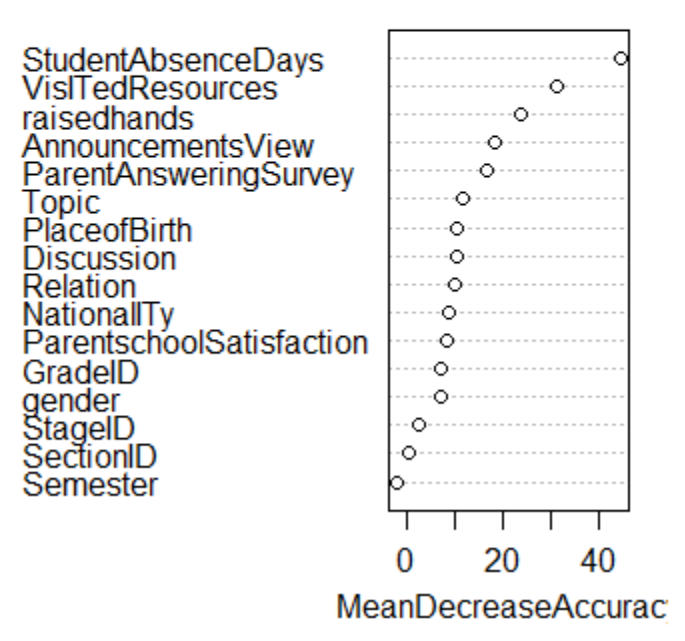 StudentAbsenceDays
VisITedResources
raisedhands
AnnouncementsView
ParentAnsweringSurvey
Topic
PlaceofBirth
Discussion
Relation
NationalITy
ParentschoolSatisfaction
GradeID
gender
StageID
SectionID
Semester
0 20 40
MeanDecreaseAccurac